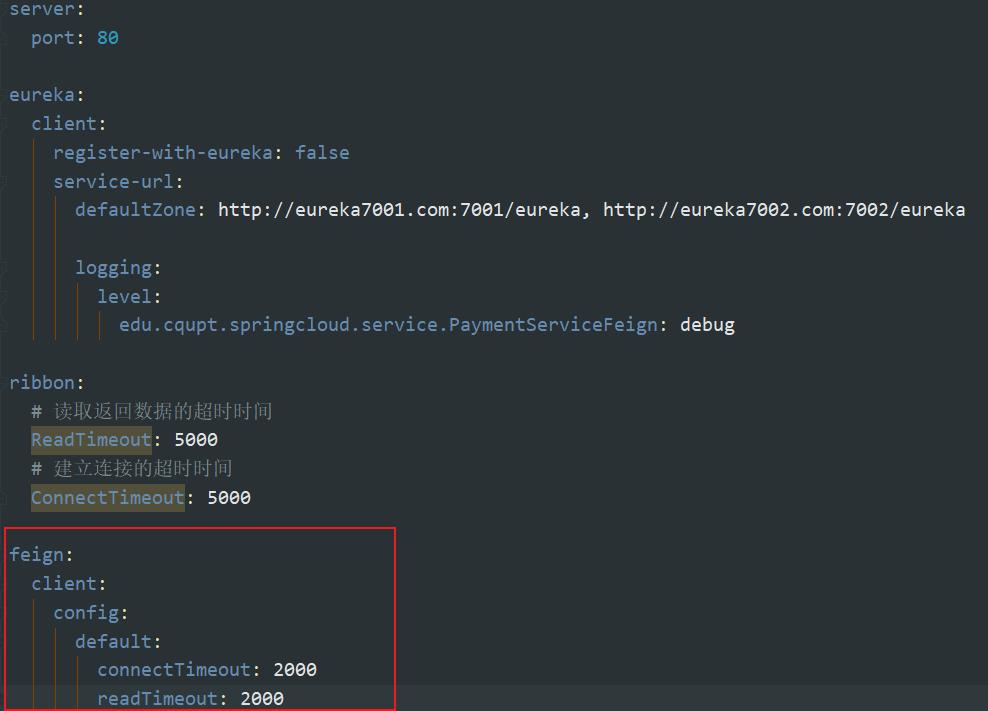 server:
  port: 80
eureka:
  client:
    register-with-eureka: false
    service-url:
      defaultZone: http://eureka7001.com:7001/eureka, http://eureka7002.com:7002/eureka
      logging:
        level:
          edu.cqupt.springcloud.service.PaymentServiceFeign: debug
ribbon:
  # 读取返回数据的超时时间
  ReadTimeout: 5000
  # 建立连接的超时时间
  ConnectTimeout: 5000
feign:
  client:
    config:
      default:
        connectTimeout: 2000
        readTimeout: 2000